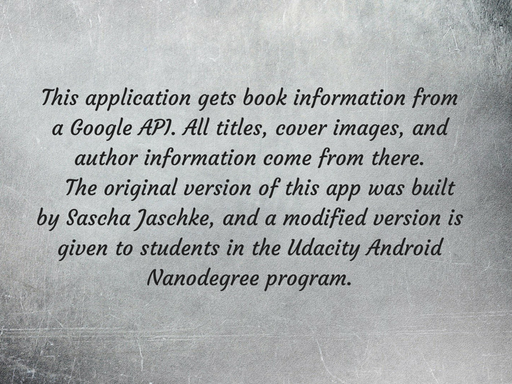 This application gets book information from
a Google API. All titles, cover images, and
author information come from there.
The original version of this app was built
by Sascha Jaschke, and a modified version is
given to students in the Udacity Android
Nanodegree program.